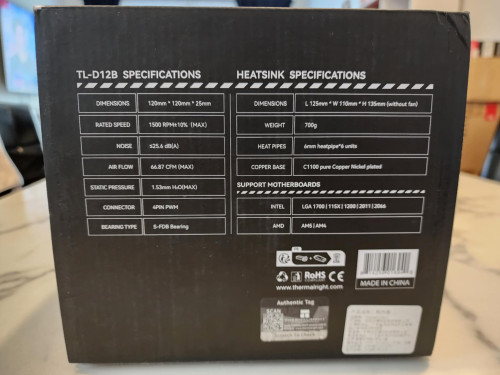 TL-D12B SPECIFICATIONS
DIMENSIONS 120mm * 120mm * 25mm
RATED SPEED 1500 RPM±10% (MAX)
NOISE ≤25.6 dB(A)
AIR FLOW 66.87 CFM (MAX)
STATIC PRESSURE 1.53mm H₂O(MAX)
CONNECTOR 4PIN PWM
BEARING TYPE S-FDB Bearing
HEATSINK SPECIFICATIONS
DIMENSIONS L 125mm * W 110mm * H 135mm (without fan)
WEIGHT 700g
HEAT PIPES 6mm heatpipe*6 units
COPPER BASE C1100 pure Copper Nickel plated
SUPPORT MOTHERBOARDS
INTEL LGA 1700 | 115X | 1200 | 2011 | 2066
AMD AM5 | AM4
RoHS CE
www.thermalright.com
MADE IN CHINA
Authentic Tag
SCAN